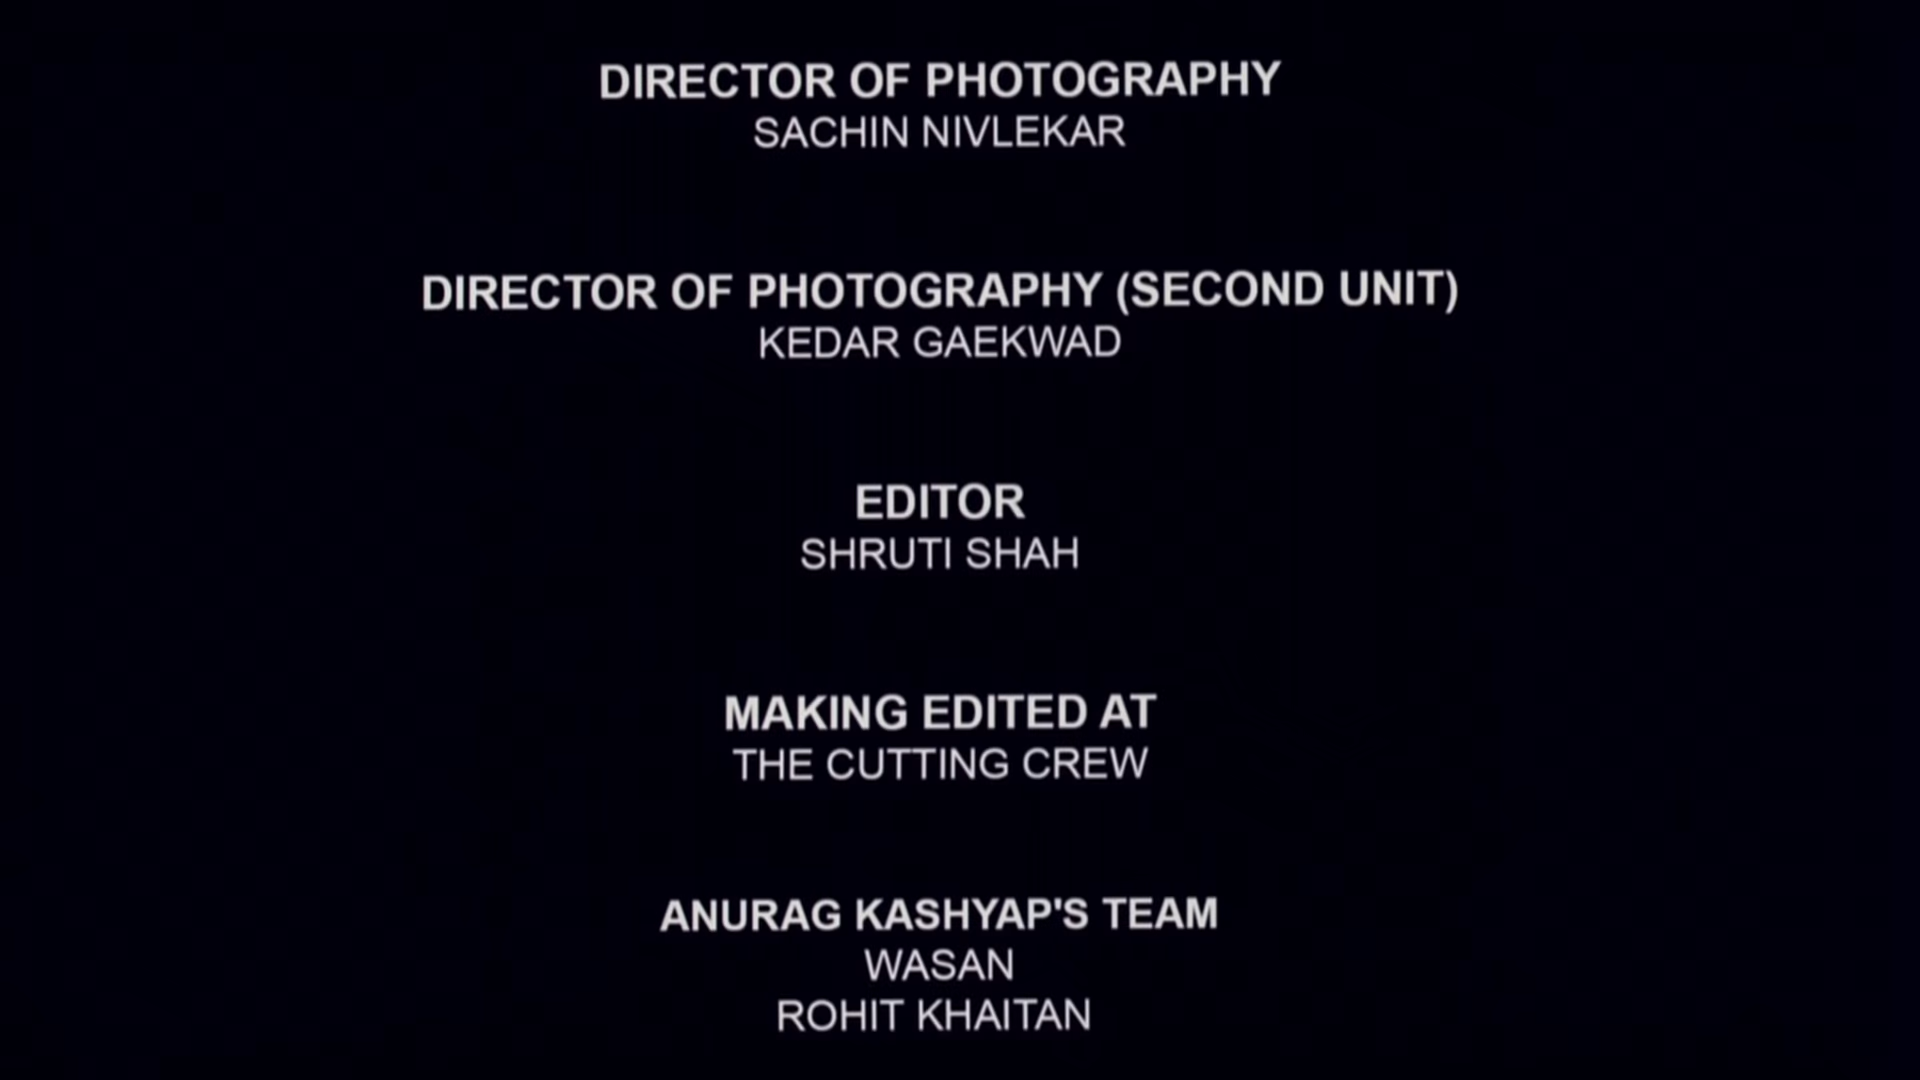 DIRECTOR OF PHOTOGRAPHY
SACHIN NIVLEKAR
DIRECTOR OF PHOTOGRAPHY (SECOND UNIT)
KEDAR GAEKWAD
EDITOR
SHRUTI SHAH
MAKING EDITED AT
THE CUTTING CREW
ANURAG KASHYAP'S TEAM
WASAN
ROHIT KHAITAN